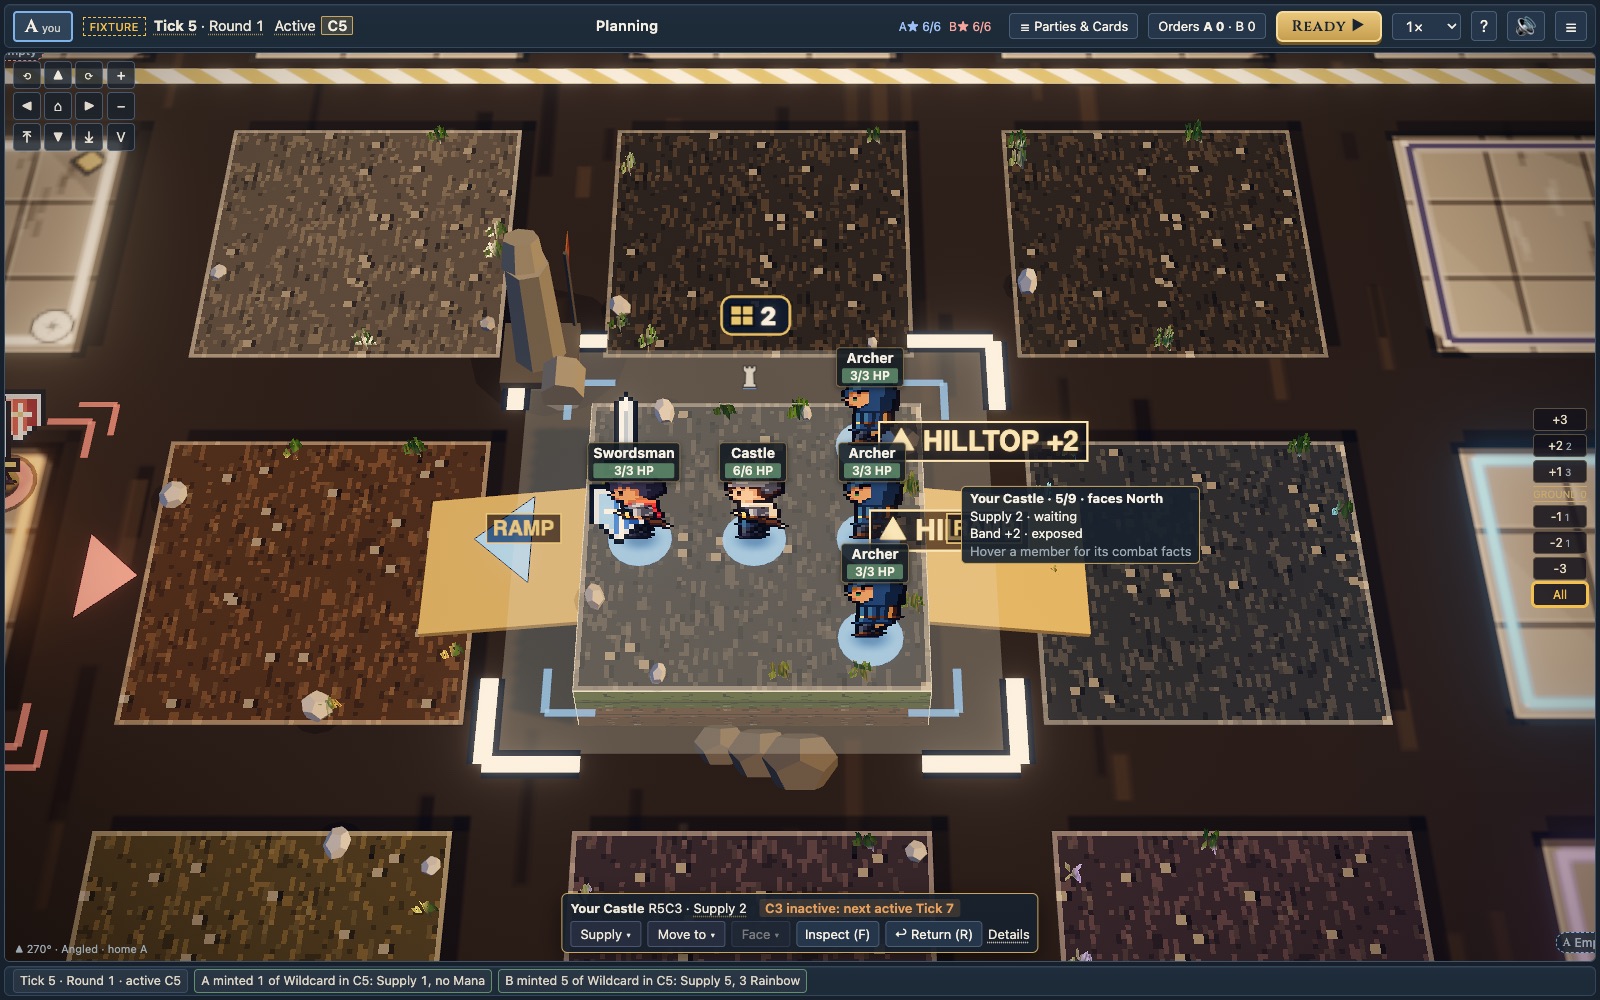 A you
FIXTURE
Tick 5 · Round 1
Active C5
Planning
A★ 6/6 B★ 6/6
≡ Parties & Cards
Orders A 0 · B 0
READY ▶
1×
?
≡
V
2
Archer
3/3 HP
HILLTOP +2
Swordsman
3/3 HP
Castle
6/6 HP
Archer
3/3 HP
RAMP
Your Castle · 5/9 · faces North
Supply 2 · waiting
Band +2 · exposed
Hover a member for its combat facts
Archer
3/3 HP
+3
+2 2
+1 3
-1 1
-2 1
-3
All
Your Castle R5C3 · Supply 2 C3 inactive: next active Tick 7
Supply ▾
Move to ▾
Face ▾
Inspect (F)
↩ Return (R)
Details
▲ 270° · Angled · home A
Tick 5 · Round 1 · active C5
A minted 1 of Wildcard in C5: Supply 1, no Mana
B minted 5 of Wildcard in C5: Supply 5, 3 Rainbow